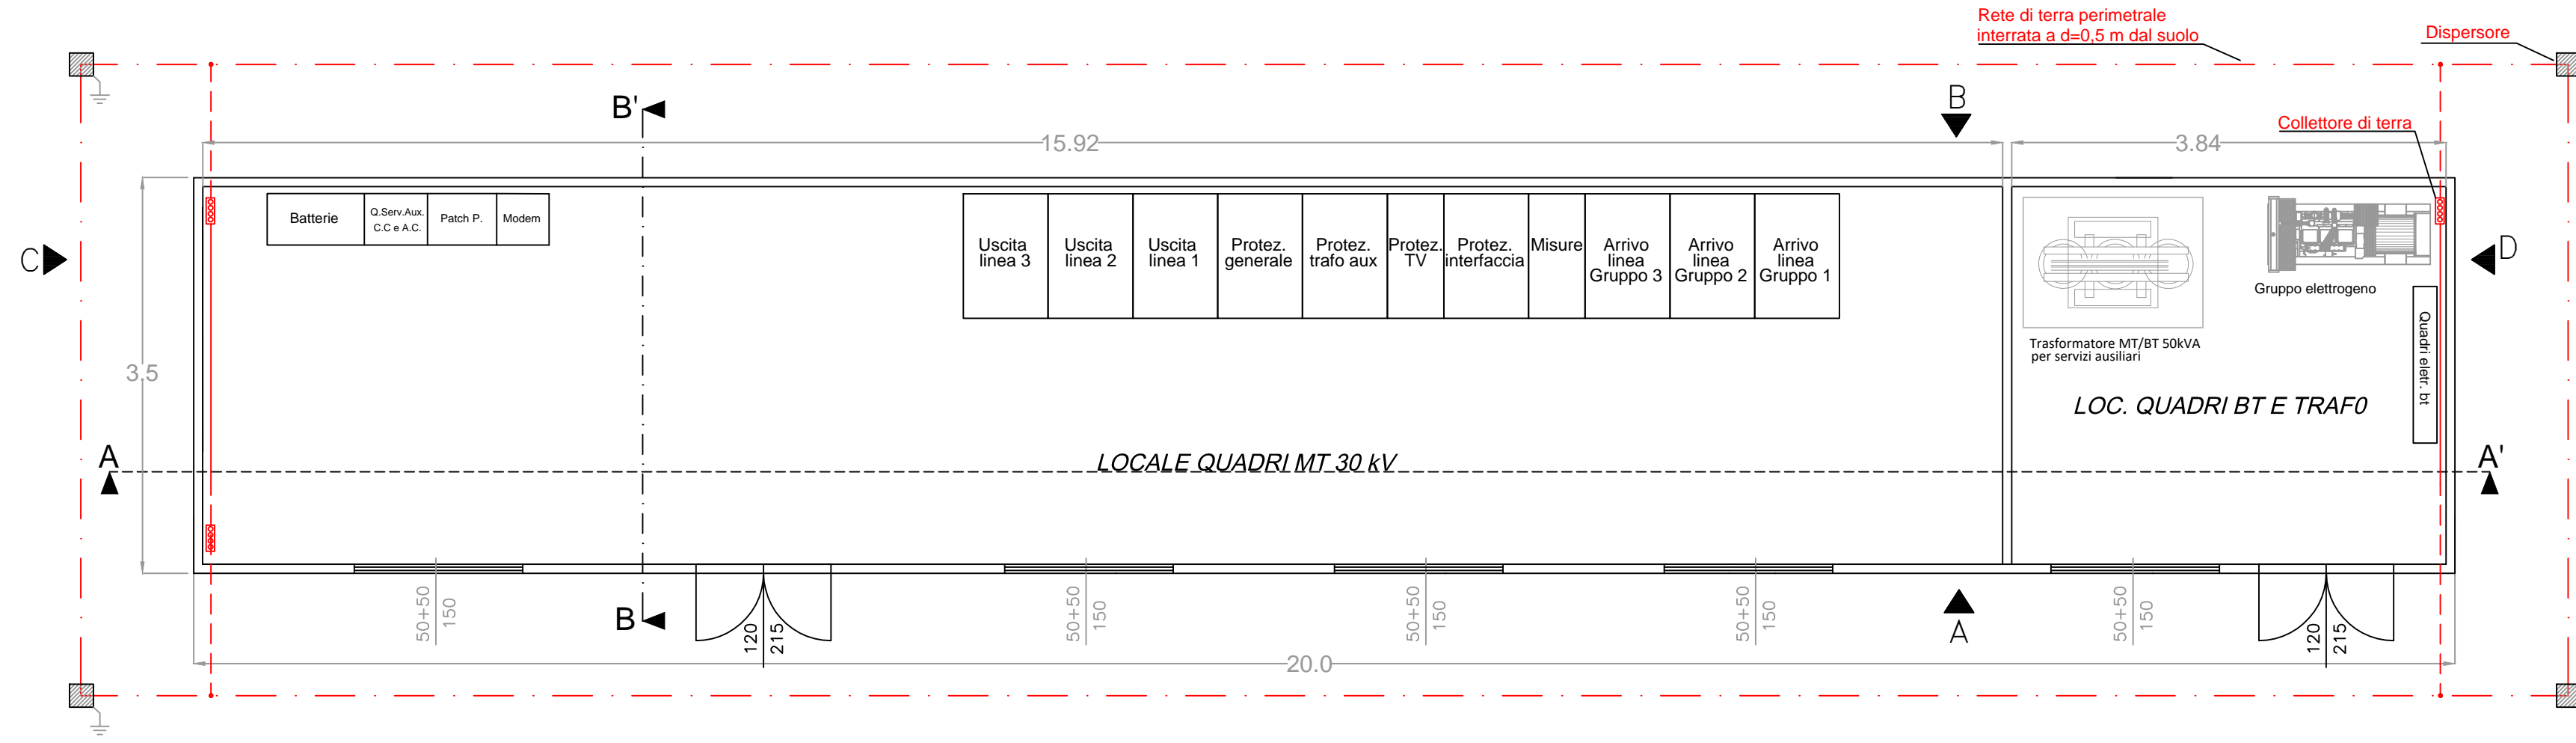 Rete di terra perimetrale
interrata a d=0,5 m dal suolo
Dispersore
B'
B
15.92
3.84
Collettore di terra
C
D
Batterie
Q.Serv.Aux.
C.C e A.C.
Patch P.
Modem
Uscita
linea 3
Uscita
linea 2
Uscita
linea 1
Protez.
generale
Protez.
trafo aux
Protez.
TV
Protez.
interfaccia
Misure
Arrivo
linea
Gruppo 3
Arrivo
linea
Gruppo 2
Arrivo
linea
Gruppo 1
Gruppo elettrogeno
Trasformatore MT/BT 50kVA
per servizi ausiliari
Quadri eletr. bt
3.5
LOC. QUADRI BT E TRAF0
A
LOCALE QUADRI MT 30 kV
A'
50+50
150
B
120
215
50+50
150
50+50
150
50+50
150
A
50+50
150
120
215
20.0